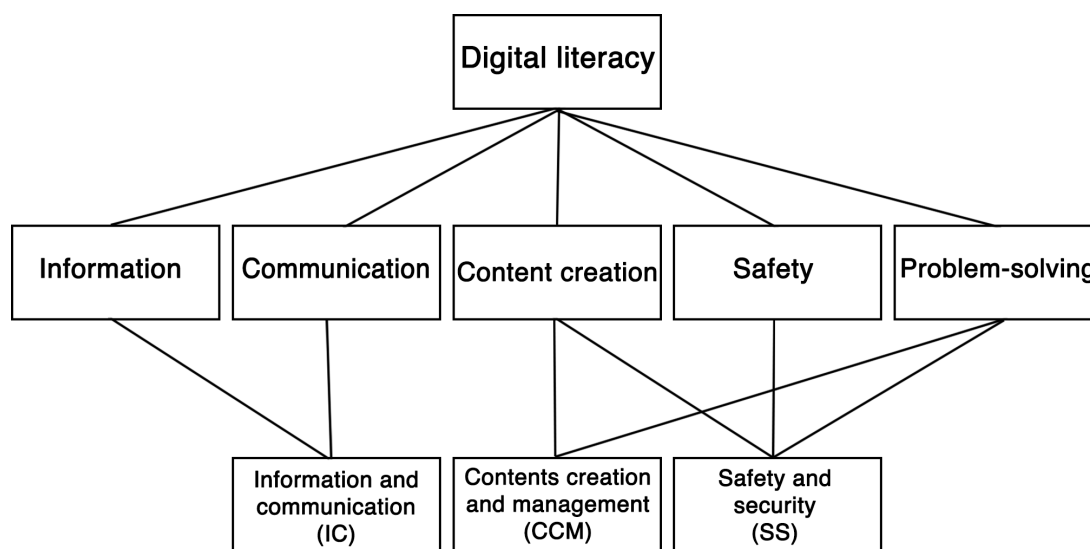 Digital literacy
Information
Communication
Content creation
Safety
Problem-solving
Information and
communication
(IC)
Contents creation
and management
(CCM)
Safety and
security
(SS)